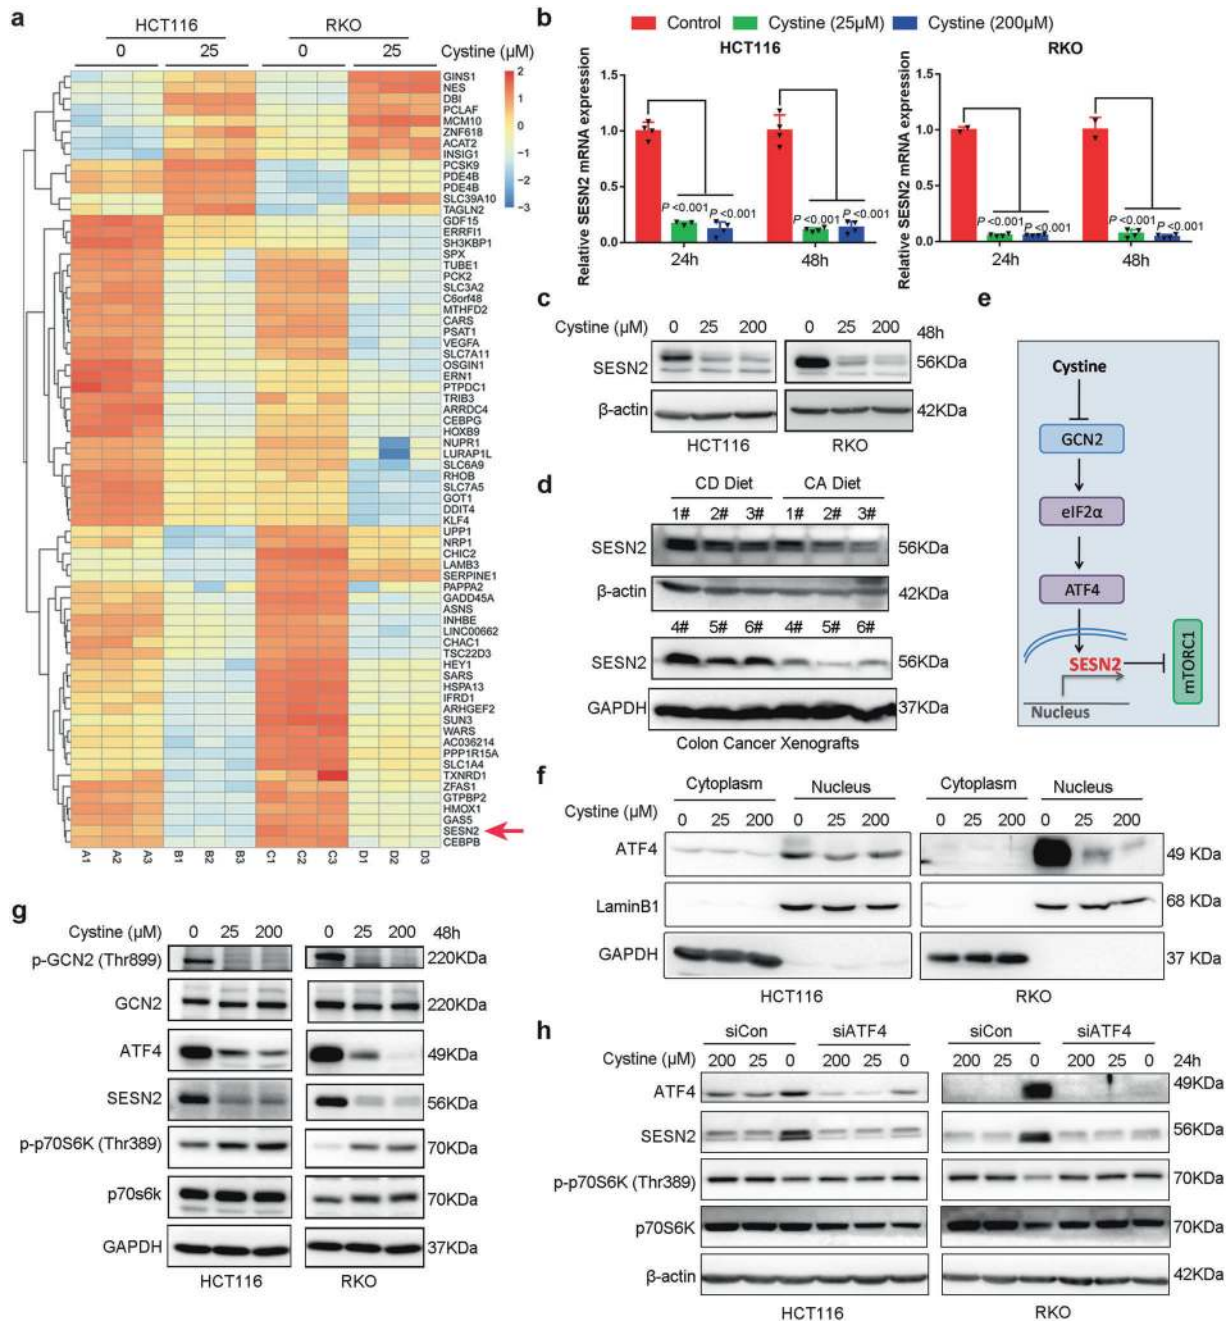 a
HCT116 RKO
0 25 0 25 Cystine (μM)
2
1
0
−1
−2
−3
GINS1
NES
DBI
PCLAF
MCM10
ZNF618
ACAT2
INSIG1
PCSK9
PDE4B
PDE4B
SLC39A10
TAGLN2
GDF15
ERRFI1
SH3KBP1
SPX
TUBE1
PCK2
SLC3A2
C6orf48
MTHFD2
CARS
PSAT1
VEGFA
SLC7A11
OSGIN1
ERN1
PTPDC1
TRIB3
ARRDC4
CEBPG
HOXB9
NUPR1
LURAP1L
SLC6A9
RHOB
SLC7A5
GOT1
DDIT4
KLF4
UPP1
NRP1
CHIC2
LAMB3
SERPINE1
PAPPA2
GADD45A
ASNS
INHBE
LINC00662
CHAC1
TSC22D3
HEY1
SARS
HSPA13
IFRD1
ARHGEF2
SUN3
WARS
AC036214
PPP1R15A
SLC1A4
TXNRD1
ZFAS1
GTPBP2
HMOX1
GAS5
SESN2
CEBPB
A1 A2 A3 B1 B2 B3 C1 C2 C3 D1 D2 D3
b
Control Cystine (25μM) Cystine (200μM)
HCT116
Relative SESN2 mRNA expression
1.5
1.0
0.5
0.0
P <0.001 P <0.001 P <0.001 P <0.001
24h 48h
RKO
Relative SESN2 mRNA expression
1.5
1.0
0.5
0.0
P <0.001 P <0.001 P <0.001 P <0.001
24h 48h
c
Cystine (μM) 0 25 200 0 25 200 48h
SESN2 56KDa
β-actin 42KDa
HCT116 RKO
d
CD Diet CA Diet
1# 2# 3# 1# 2# 3#
SESN2 56KDa
β-actin 42KDa
4# 5# 6# 4# 5# 6#
SESN2 56KDa
GAPDH 37KDa
Colon Cancer Xenografts
e
Cystine
GCN2
eIF2α
ATF4
SESN2
mTORC1
Nucleus
f
Cytoplasm Nucleus Cytoplasm Nucleus
Cystine (μM) 0 25 200 0 25 200 0 25 200 0 25 200
ATF4 49 KDa
LaminB1 68 KDa
GAPDH 37 KDa
HCT116 RKO
g
Cystine (μM) 0 25 200 0 25 200 48h
p-GCN2 (Thr899) 220KDa
GCN2 220KDa
ATF4 49KDa
SESN2 56KDa
p-p70S6K (Thr389) 70KDa
p70s6k 70KDa
GAPDH 37KDa
HCT116 RKO
h
siCon siATF4 siCon siATF4
Cystine (μM) 200 25 0 200 25 0 200 25 0 200 25 0 24h
ATF4 49KDa
SESN2 56KDa
p-p70S6K (Thr389) 70KDa
p70S6K 70KDa
β-actin 42KDa
HCT116 RKO